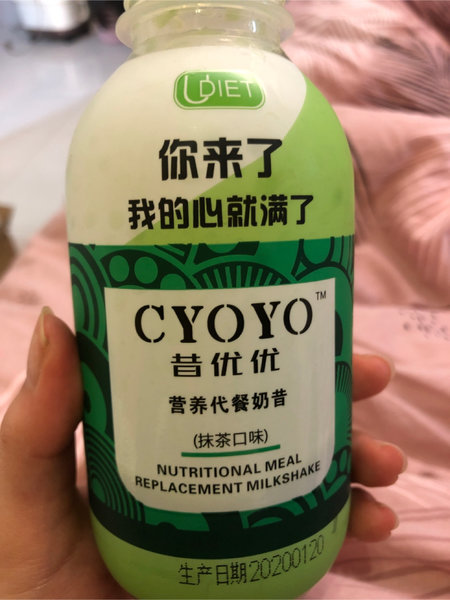 UDIET
你来了
我的心就满了
CYOYO™
昔优优
营养代餐奶昔
(抹茶口味)
NUTRITIONAL MEAL
REPLACEMENT MILKSHAKE
生产日期20200120